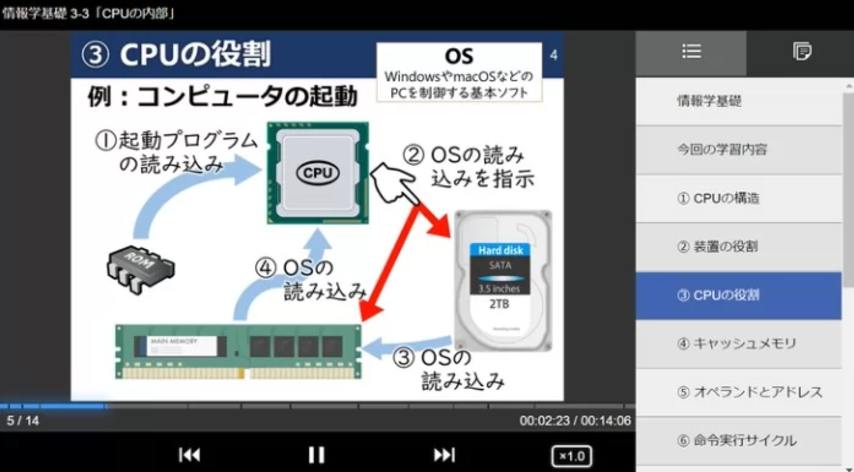 情報学基礎 3-3「CPUの内部」
③ CPUの役割
OS
WindowsやmacOSなどの
PCを制御する基本ソフト
4
例：コンピュータの起動
①起動プログラム
の読み込み
CPU
② OSの読み
込みを指示
ROM
Hard disk
SATA
3.5 inches
2TB
④ OSの
読み込み
MAIN MEMORY
③ OSの
読み込み
5 / 14
00:02:23 / 00:14:06
×1.0
情報学基礎
今回の学習内容
① CPUの構造
② 装置の役割
③ CPUの役割
④ キャッシュメモリ
⑤ オペランドとアドレス
⑥ 命令実行サイクル